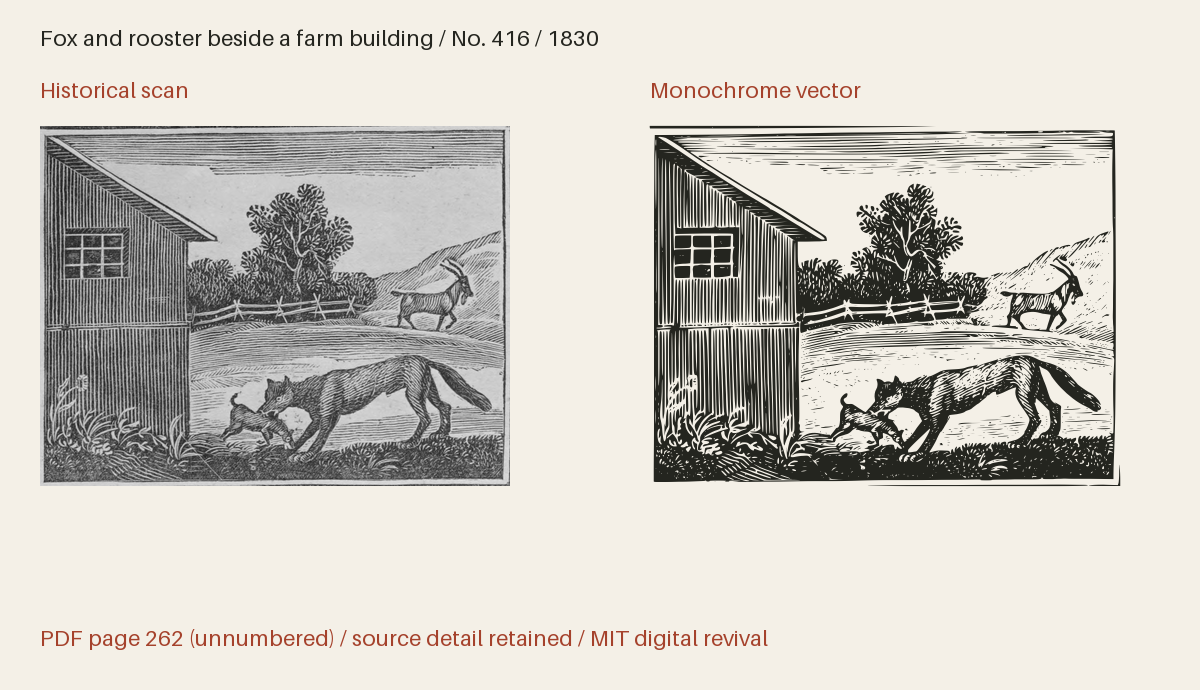 Fox and rooster beside a farm building / No. 416 / 1830
Historical scan
Monochrome vector
PDF page 262 (unnumbered) / source detail retained / MIT digital revival